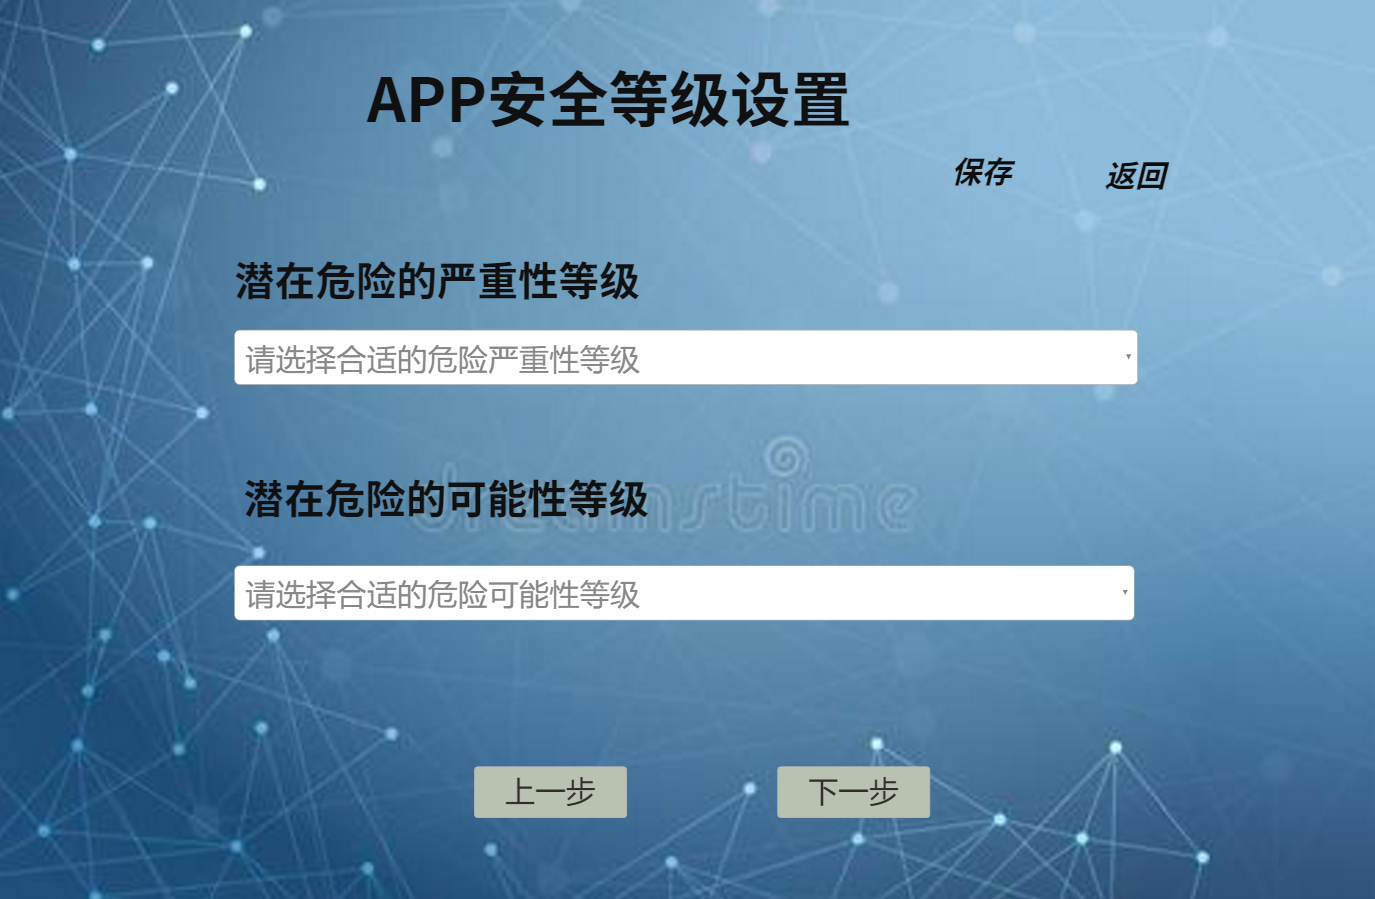 APP安全等级设置
保存 返回
潜在危险的严重性等级
请选择合适的危险严重性等级
潜在危险的可能性等级
dreamstime
请选择合适的危险可能性等级
上一步 下一步